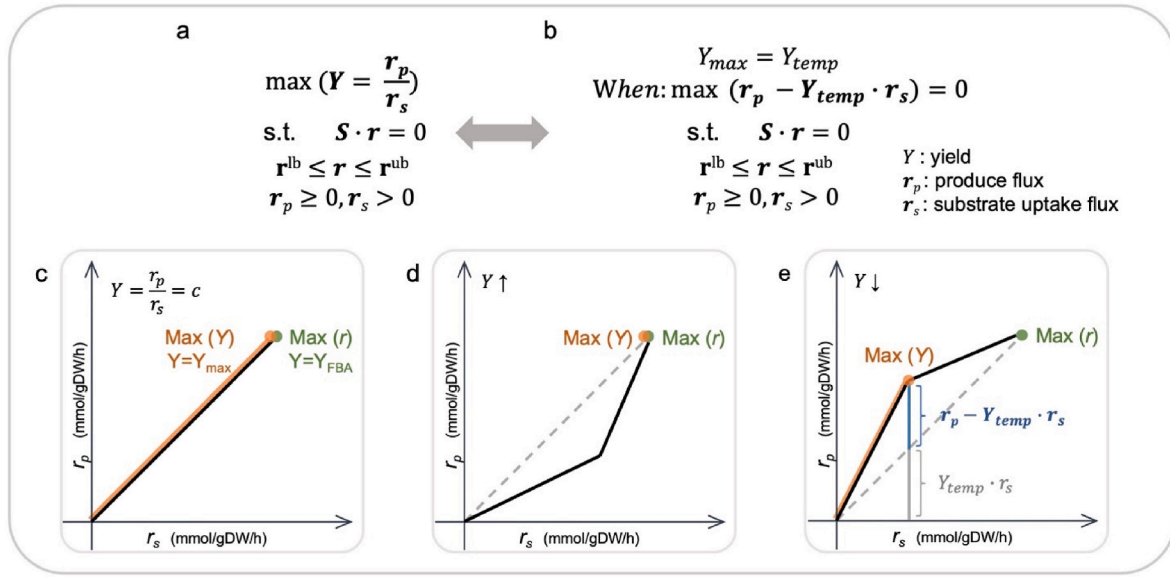 a
max (Y = r_p / r_s)
s.t. S · r = 0
r^lb ≤ r ≤ r^ub
r_p ≥ 0, r_s > 0
b
Y_max = Y_temp
When: max (r_p − Y_temp · r_s) = 0
s.t. S · r = 0
r^lb ≤ r ≤ r^ub
r_p ≥ 0, r_s > 0
Y : yield
r_p : produce flux
r_s : substrate uptake flux
c
Y = r_p / r_s = c
Max (Y) Max (r)
Y=Y_max Y=Y_FBA
r_p (mmol/gDW/h)
r_s (mmol/gDW/h)
d
Y ↑
Max (Y) Max (r)
r_p (mmol/gDW/h)
r_s (mmol/gDW/h)
e
Y ↓
Max (Y) Max (r)
r_p − Y_temp · r_s
Y_temp · r_s
r_p (mmol/gDW/h)
r_s (mmol/gDW/h)